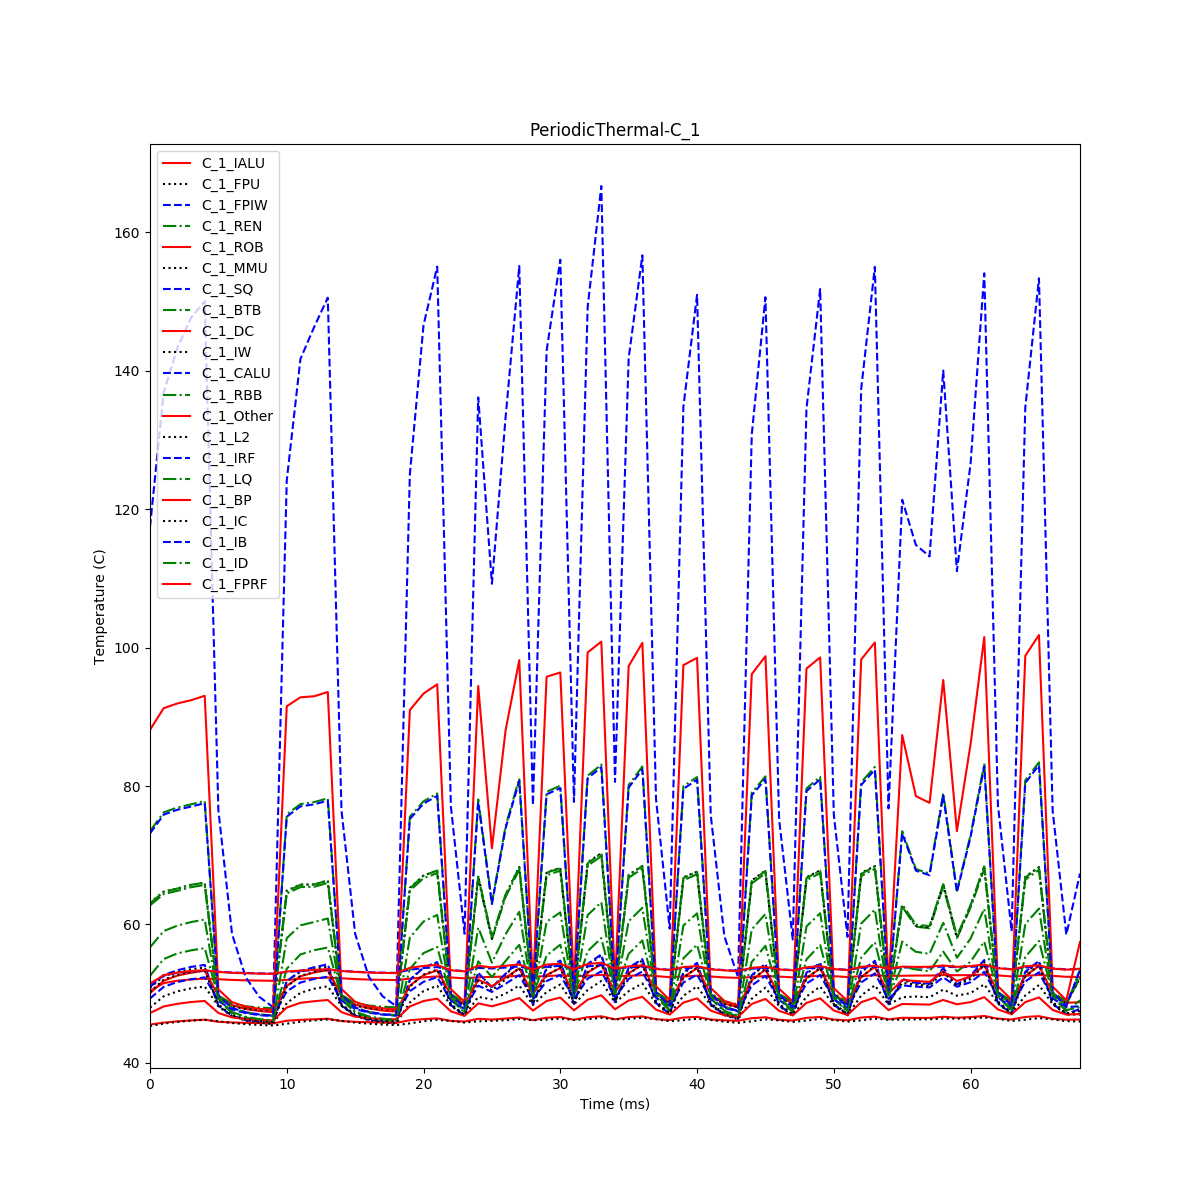 PeriodicThermal-C_1
C_1_IALU
C_1_FPU
C_1_FPIW
C_1_REN
C_1_ROB
C_1_MMU
C_1_SQ
C_1_BTB
C_1_DC
C_1_IW
C_1_CALU
C_1_RBB
C_1_Other
C_1_L2
C_1_IRF
C_1_LQ
C_1_BP
C_1_IC
C_1_IB
C_1_ID
C_1_FPRF
Temperature (C)
160
140
120
100
80
60
40
0 10 20 30 40 50 60
Time (ms)